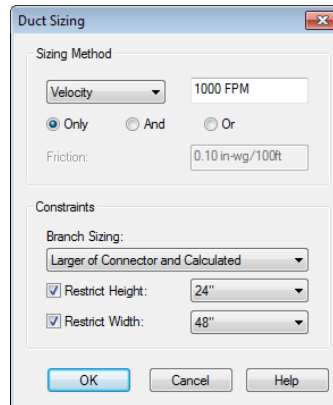 Duct Sizing
Sizing Method
Velocity 1000 FPM
Only And Or
Friction: 0.10 in-wg/100ft
Constraints
Branch Sizing:
Larger of Connector and Calculated
Restrict Height: 24"
Restrict Width: 48"
OK Cancel Help